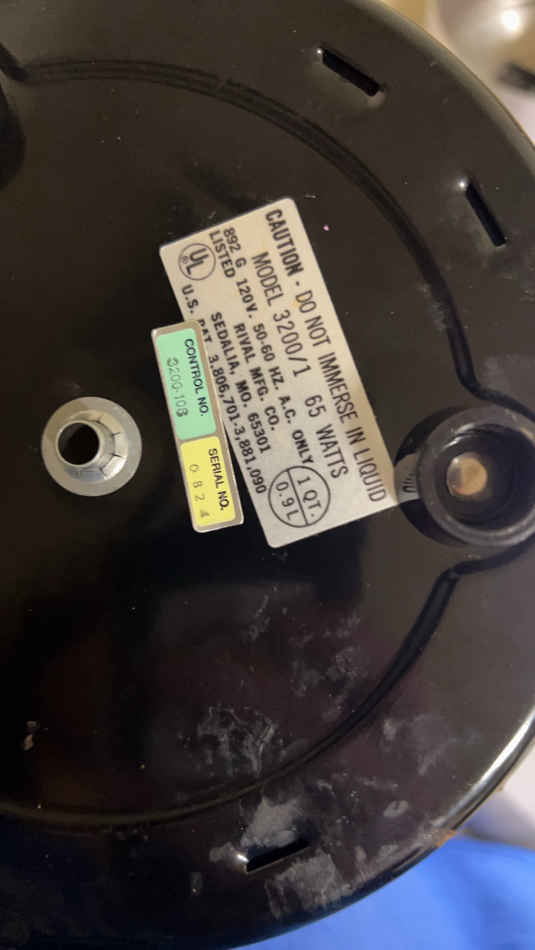 CAUTION - DO NOT IMMERSE IN LIQUID
MODEL 3200/1 65 WATTS
892 G 120V. 50-60 HZ. A.C. ONLY
LISTED RIVAL MFG. CO.
UL
®
SEDALIA, MO. 65301
U.S. PAT. 3,806,701-3,881,090
1 QT.
0.9 L
CONTROL NO.
3200-10B
SERIAL NO.
0824